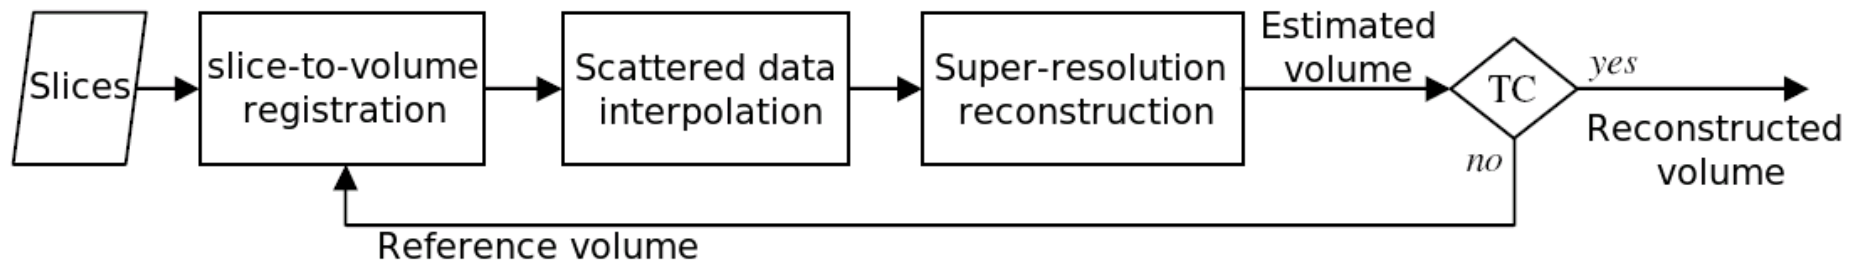 Slices
slice-to-volume
registration
Scattered data
interpolation
Super-resolution
reconstruction
Estimated
volume
TC
yes
Reconstructed
volume
no
Reference volume